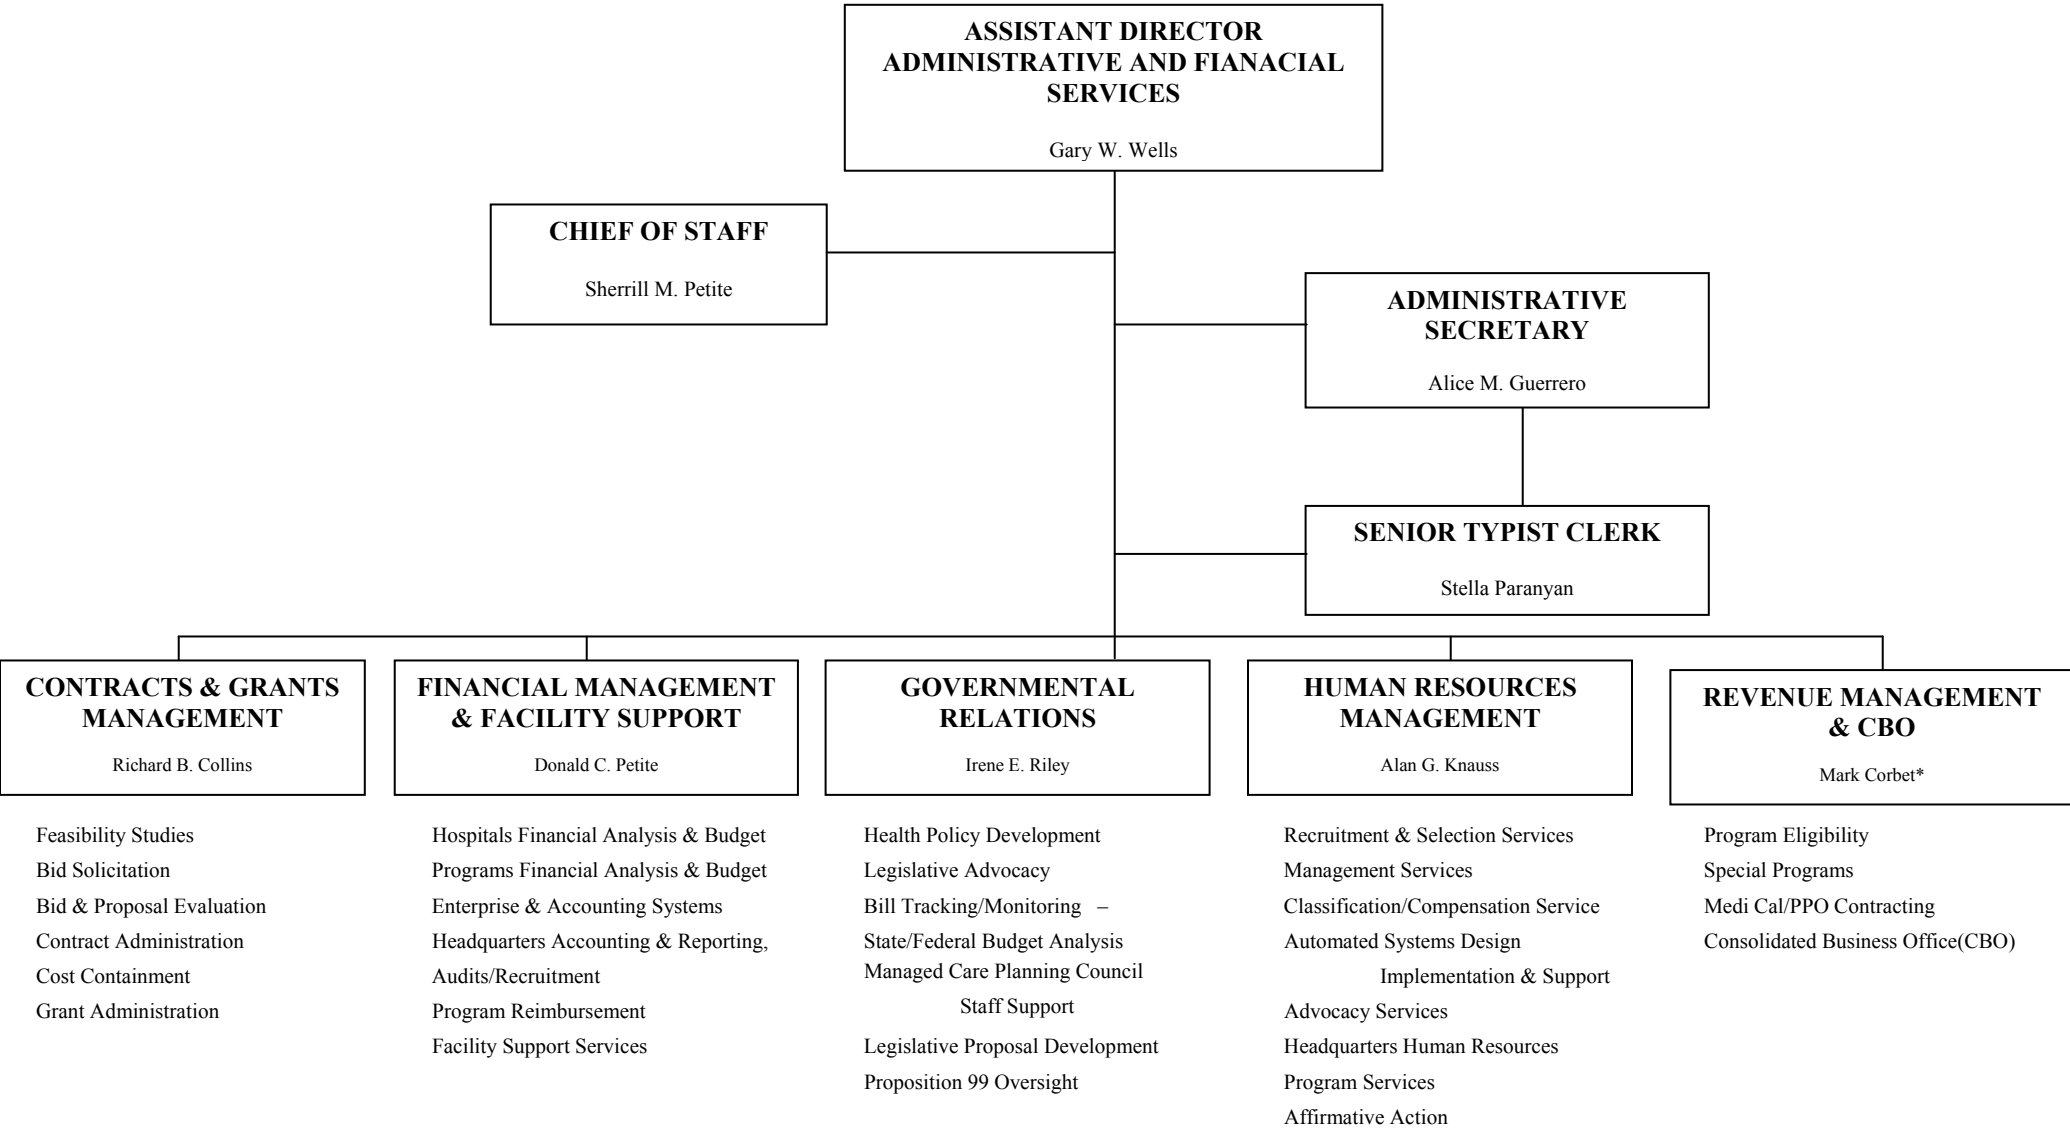 ASSISTANT DIRECTOR
ADMINISTRATIVE AND FIANACIAL
SERVICES
Gary W. Wells
CHIEF OF STAFF
Sherrill M. Petite
ADMINISTRATIVE
SECRETARY
Alice M. Guerrero
SENIOR TYPIST CLERK
Stella Paranyan
CONTRACTS & GRANTS
MANAGEMENT
Richard B. Collins
Feasibility Studies
Bid Solicitation
Bid & Proposal Evaluation
Contract Administration
Cost Containment
Grant Administration
FINANCIAL MANAGEMENT
& FACILITY SUPPORT
Donald C. Petite
Hospitals Financial Analysis & Budget
Programs Financial Analysis & Budget
Enterprise & Accounting Systems
Headquarters Accounting & Reporting,
Audits/Recruitment
Program Reimbursement
Facility Support Services
GOVERNMENTAL
RELATIONS
Irene E. Riley
Health Policy Development
Legislative Advocacy
Bill Tracking/Monitoring –
State/Federal Budget Analysis
Managed Care Planning Council
Staff Support
Legislative Proposal Development
Proposition 99 Oversight
HUMAN RESOURCES
MANAGEMENT
Alan G. Knauss
Recruitment & Selection Services
Management Services
Classification/Compensation Service
Automated Systems Design
Implementation & Support
Advocacy Services
Headquarters Human Resources
Program Services
Affirmative Action
REVENUE MANAGEMENT
& CBO
Mark Corbet*
Program Eligibility
Special Programs
Medi Cal/PPO Contracting
Consolidated Business Office(CBO)